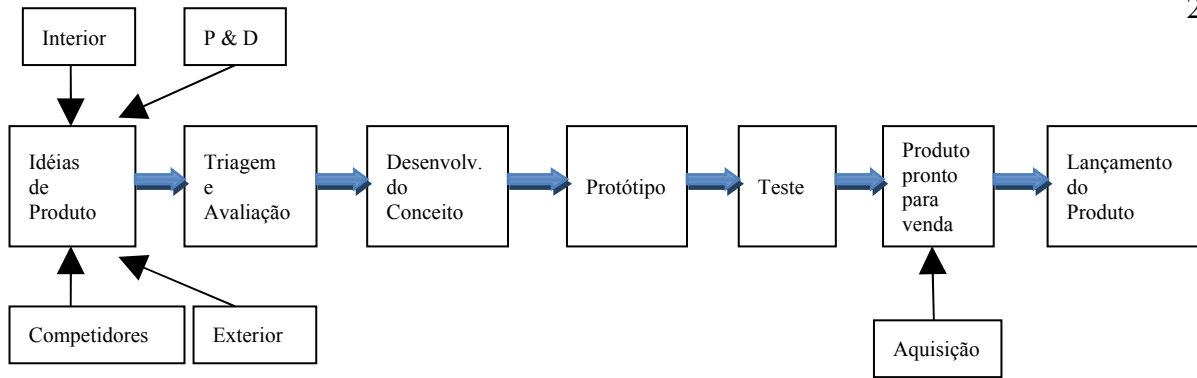 2
Interior
P & D
Idéias
de
Produto
Triagem
e
Avaliação
Desenvolv.
do
Conceito
Protótipo
Teste
Produto
pronto
para
venda
Lançamento
do
Produto
Competidores
Exterior
Aquisição